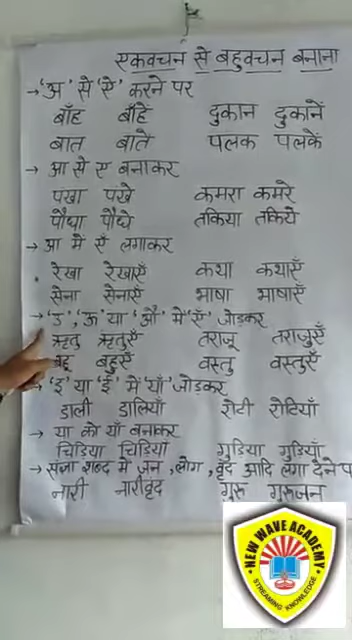 एकवचन से बहुवचन बनाना
→ 'अ' से 'ऐं' करने पर
बाँह बाँहें दुकान दुकानें
बात बातें पलक पलकें
→ आ से ए बनाकर
पंखा पंखे कमरा कमरे
पौधा पौधे तकिया तकिये
→ आ मे एँ लगाकर
रेखा रेखाएँ कथा कथाएँ
सेना सेनाएँ भाषा भाषाएँ
→ 'उ', 'ऊ' या 'औ' में 'एँ' जोड़कर
ऋतु ऋतुएँ तराजू तराजुएँ
बहू बहुएँ वस्तु वस्तुएँ
'इ' या 'ई' में 'याँ' जोड़कर
डाली डालियाँ रोटी रोटियाँ
→ या को याँ बनाकर
चिडिया चिडियाँ गुडिया गुडियाँ
→ संज्ञा शब्द में जन, लोग, वृंद आदि लगा देने प
नारी नारीवृंद गुरू गुरूजन
NEW WAVE ACADEMY
STREAMING KNOWLEDGE